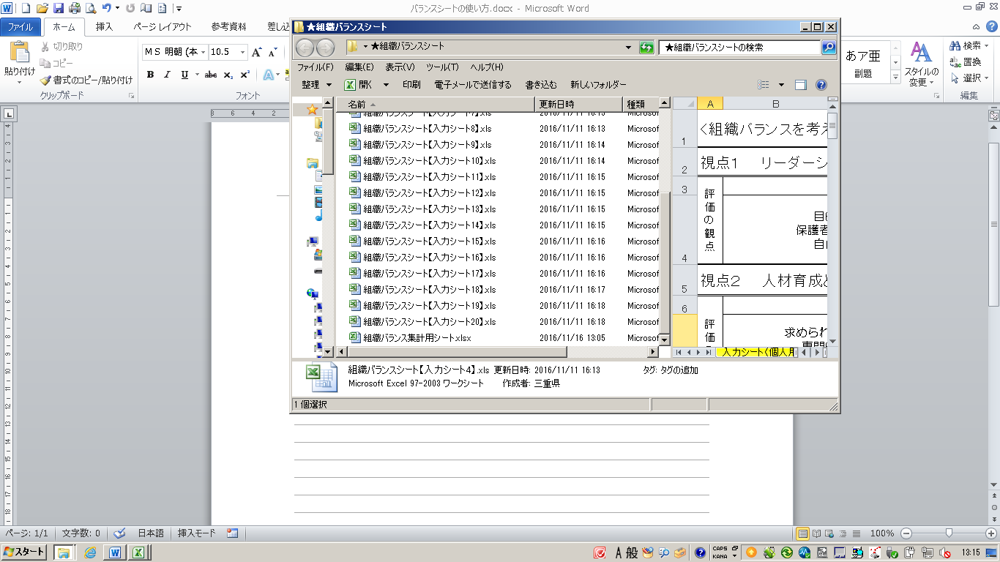 バランスシートの使い方.docx - Microsoft Word
ファイル ホーム 挿入 ページ レイアウト 参考資料 差し込
貼り付け
切り取り
コピー
書式のコピー/貼り付け
クリップボード
ＭＳ 明朝 (本 10.5
B I U abc x₂ x² A
フォント
あア亜
副題
スタイルの
変更
検索
置換
選択
編集
★組織バランスシート
★組織バランスシート
★組織バランスシートの検索
ファイル(F) 編集(E) 表示(V) ツール(T) ヘルプ(H)
整理 開く 印刷 電子メールで送信する 書き込む 新しいフォルダー
名前 更新日時 種類
組織バランスシート【入力シート8】.xls 2016/11/11 16:13 Microsof
組織バランスシート【入力シート9】.xls 2016/11/11 16:14 Microsof
組織バランスシート【入力シート10】.xls 2016/11/11 16:14 Microsof
組織バランスシート【入力シート11】.xls 2016/11/11 16:15 Microsof
組織バランスシート【入力シート12】.xls 2016/11/11 16:15 Microsof
組織バランスシート【入力シート13】.xls 2016/11/11 16:15 Microsof
組織バランスシート【入力シート14】.xls 2016/11/11 16:15 Microsof
組織バランスシート【入力シート15】.xls 2016/11/11 16:16 Microsof
組織バランスシート【入力シート16】.xls 2016/11/11 16:16 Microsof
組織バランスシート【入力シート17】.xls 2016/11/11 16:16 Microsof
組織バランスシート【入力シート18】.xls 2016/11/11 16:17 Microsof
組織バランスシート【入力シート19】.xls 2016/11/11 16:18 Microsof
組織バランスシート【入力シート20】.xls 2016/11/11 16:18 Microsof
組織バランス集計用シート.xlsx 2016/11/16 13:05 Microsof
A B
1 <組織バランスを考え
2 視点1 リーダーシ
3
評価の観点
保護者
4
5 視点2 人材育成と
6
評価
求められ
専門
入力シート<個人用
組織バランスシート【入力シート4】.xls 更新日時: 2016/11/11 16:13 タグ: タグの追加
Microsoft Excel 97-2003 ワークシート 作成者: 三重県
1 個選択
8 6 4 2
ページ: 1/1 文字数: 0 日本語 挿入モード 100%
スタート
A 般
CAPS
KANA
13:15